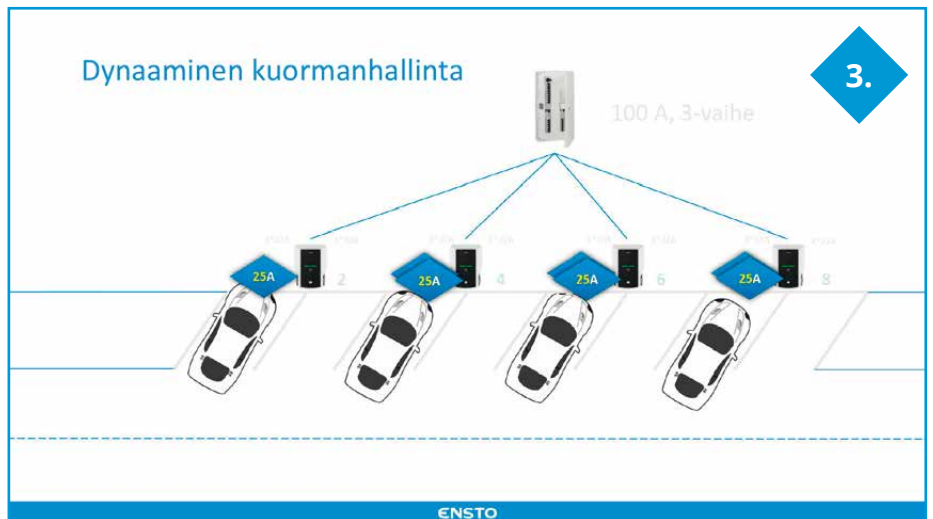 Dynaaminen kuormanhallinta
3.
100 A, 3-vaihe
25A
2
25A
4
25A
6
25A
8
ENSTO